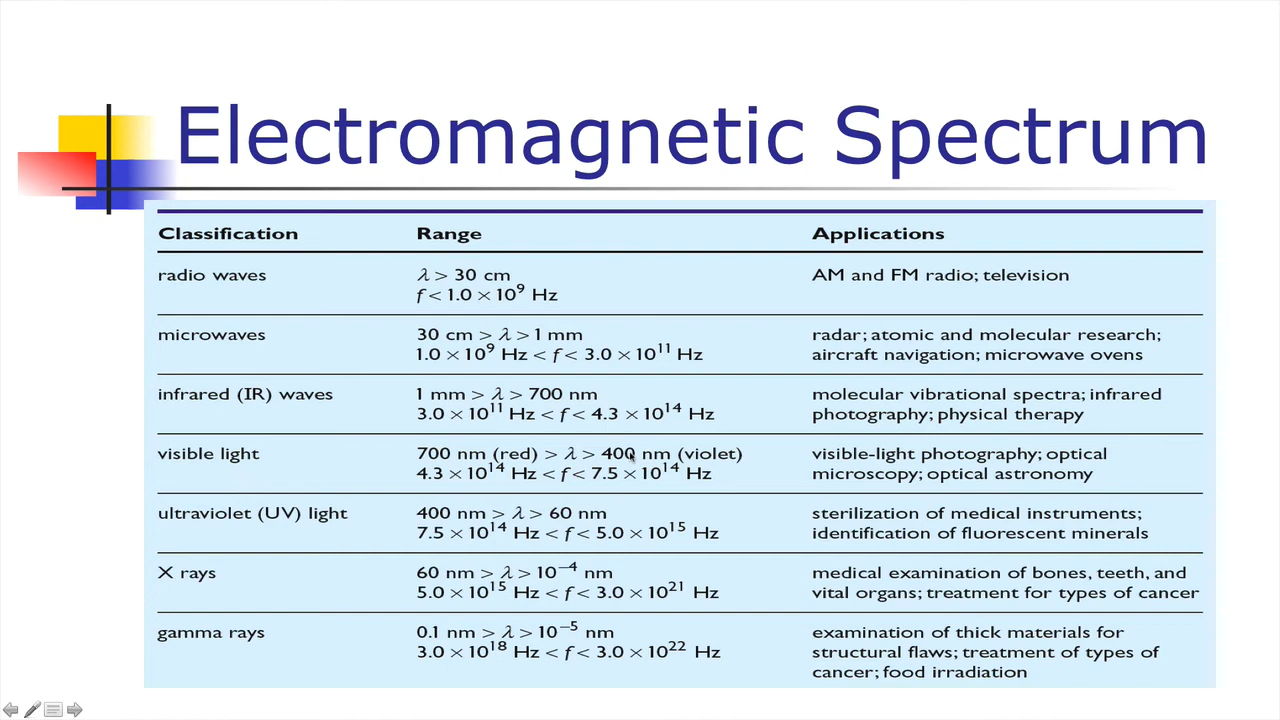 Electromagnetic Spectrum
Classification Range Applications
radio waves λ > 30 cm AM and FM radio; television
f < 1.0 × 10⁹ Hz
microwaves 30 cm > λ > 1 mm radar; atomic and molecular research;
1.0 × 10⁹ Hz < f < 3.0 × 10¹¹ Hz aircraft navigation; microwave ovens
infrared (IR) waves 1 mm > λ > 700 nm molecular vibrational spectra; infrared
3.0 × 10¹¹ Hz < f < 4.3 × 10¹⁴ Hz photography; physical therapy
visible light 700 nm (red) > λ > 400 nm (violet) visible-light photography; optical
4.3 × 10¹⁴ Hz < f < 7.5 × 10¹⁴ Hz microscopy; optical astronomy
ultraviolet (UV) light 400 nm > λ > 60 nm sterilization of medical instruments;
7.5 × 10¹⁴ Hz < f < 5.0 × 10¹⁵ Hz identification of fluorescent minerals
X rays 60 nm > λ > 10⁻⁴ nm medical examination of bones, teeth, and
5.0 × 10¹⁵ Hz < f < 3.0 × 10²¹ Hz vital organs; treatment for types of cancer
gamma rays 0.1 nm > λ > 10⁻⁵ nm examination of thick materials for
3.0 × 10¹⁸ Hz < f < 3.0 × 10²² Hz structural flaws; treatment of types of
cancer; food irradiation